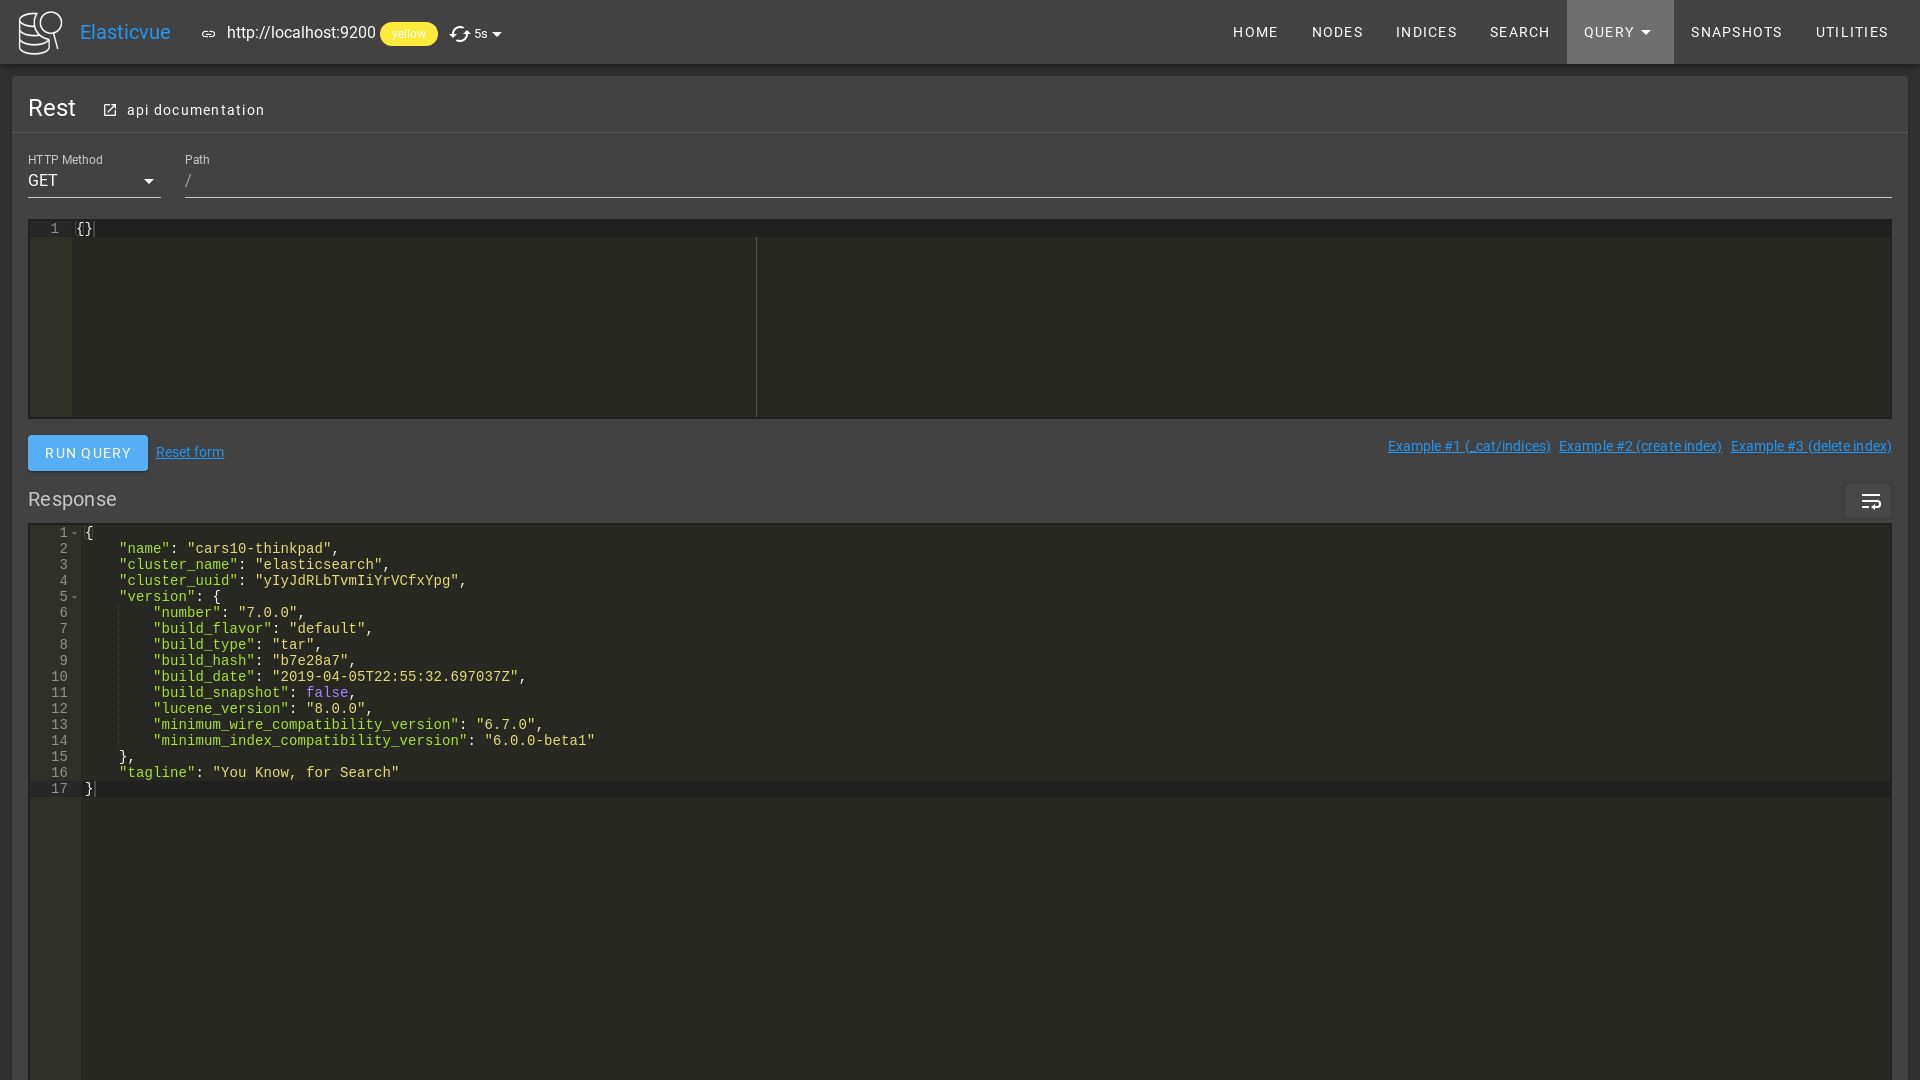 Elasticvue http://localhost:9200 yellow 5s HOME NODES INDICES SEARCH QUERY SNAPSHOTS UTILITIES
Rest api documentation
HTTP Method Path
GET /
1 {}
RUN QUERY Reset form Example #1 (_cat/indices) Example #2 (create index) Example #3 (delete index)
Response
1 {
2 "name": "cars10-thinkpad",
3 "cluster_name": "elasticsearch",
4 "cluster_uuid": "yIyJdRLbTvmIiYrVCfxYpg",
5 "version": {
6 "number": "7.0.0",
7 "build_flavor": "default",
8 "build_type": "tar",
9 "build_hash": "b7e28a7",
10 "build_date": "2019-04-05T22:55:32.697037Z",
11 "build_snapshot": false,
12 "lucene_version": "8.0.0",
13 "minimum_wire_compatibility_version": "6.7.0",
14 "minimum_index_compatibility_version": "6.0.0-beta1"
15 },
16 "tagline": "You Know, for Search"
17 }